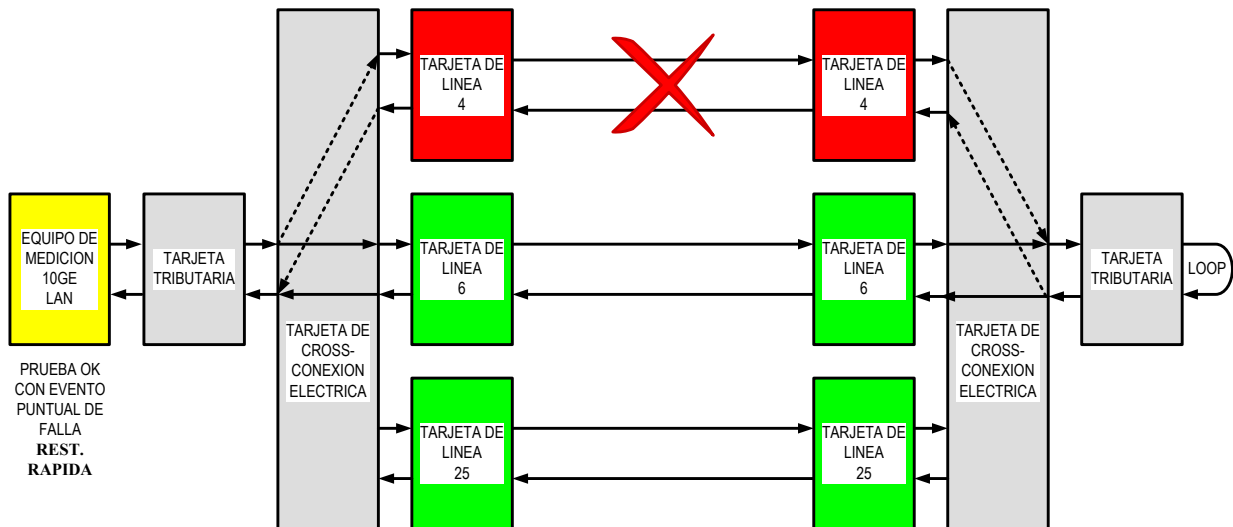 TARJETA DE
LINEA
4
TARJETA DE
LINEA
4
EQUIPO DE
MEDICION
10GE
LAN
TARJETA
TRIBUTARIA
TARJETA DE
LINEA
6
TARJETA DE
LINEA
6
TARJETA
TRIBUTARIA
LOOP
TARJETA DE
CROSS-
CONEXION
ELECTRICA
TARJETA DE
CROSS-
CONEXION
ELECTRICA
PRUEBA OK
CON EVENTO
PUNTUAL DE
FALLA
REST.
RAPIDA
TARJETA DE
LINEA
25
TARJETA DE
LINEA
25